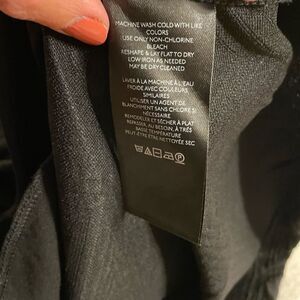 MACHINE WASH COLD WITH LIKE
COLORS
USE ONLY NON-CHLORINE
BLEACH
RESHAPE & LAY FLAT TO DRY
LOW IRON AS NEEDED
MAY BE DRY CLEANED
LAVER À LA MACHINE À L'EAU
FROIDE AVEC COULEURS
SIMILAIRES
UTILISER UN AGENT DE
BLANCHIMENT SANS CHLORE SI
NÉCESSAIRE
REMODELER ET SÉCHER À PLAT
REPASSER, AU BESOIN, À TRÈS
BASSE TEMPÉRATURE
PEUT-ÊTRE NETTOYÉ SEC